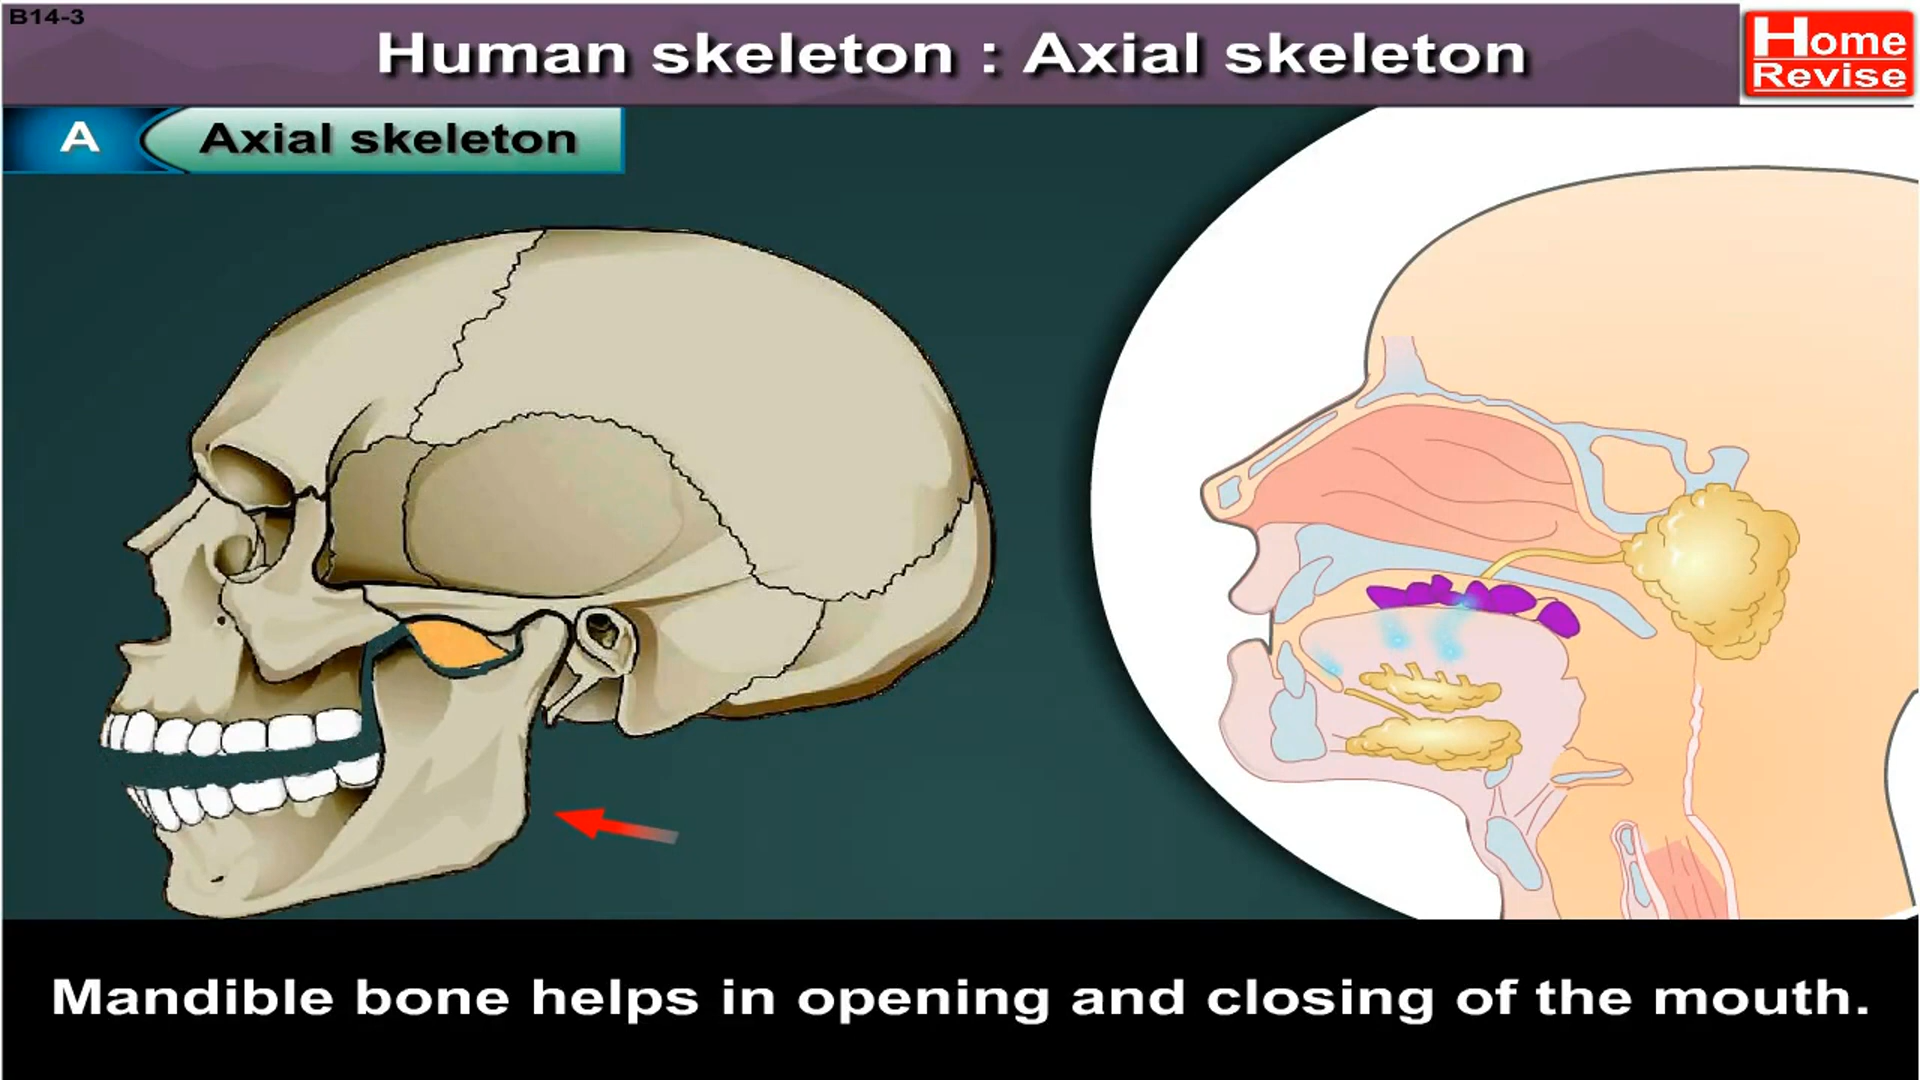 B14-3
Human skeleton : Axial skeleton
Home
Revise
A
Axial skeleton
Mandible bone helps in opening and closing of the mouth.